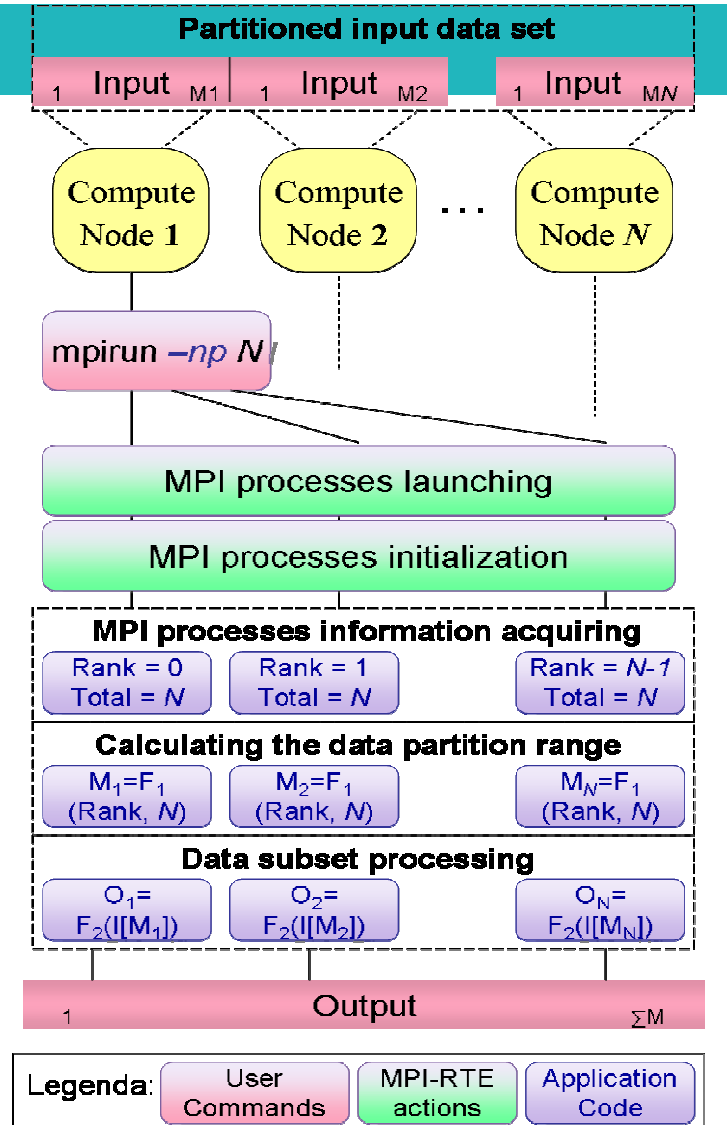 Partitioned input data set
1 Input M1 1 Input M2 1 Input MN
Compute
Node 1
Compute
Node 2
...
Compute
Node N
mpirun –np N
MPI processes launching
MPI processes initialization
MPI processes information acquiring
Rank = 0
Total = N
Rank = 1
Total = N
Rank = N-1
Total = N
Calculating the data partition range
M1=F1
(Rank, N)
M2=F1
(Rank, N)
MN=F1
(Rank, N)
Data subset processing
O1=
F2(I[M1])
O2=
F2(I[M2])
ON=
F2(I[MN])
1 Output ∑M
Legenda:
User
Commands
MPI-RTE
actions
Application
Code